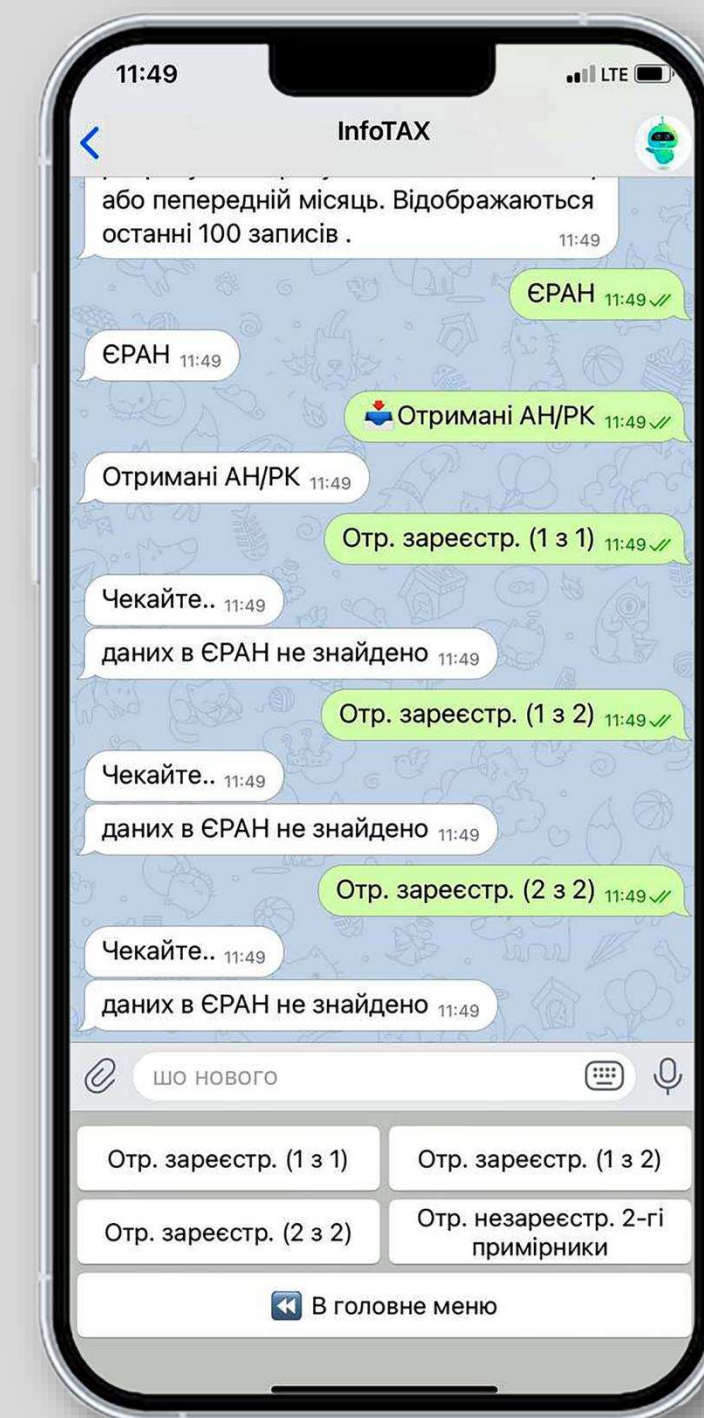 11:49
LTE
InfoTAX
або пепередній місяць. Відображаються
останні 100 записів .
11:49
ЄРАН 11:49
ЄРАН 11:49
Отримані АН/РК 11:49
Отримані АН/РК 11:49
Отр. зареєстр. (1 з 1) 11:49
Чекайте.. 11:49
даних в ЄРАН не знайдено 11:49
Отр. зареєстр. (1 з 2) 11:49
Чекайте.. 11:49
даних в ЄРАН не знайдено 11:49
Отр. зареєстр. (2 з 2) 11:49
Чекайте.. 11:49
даних в ЄРАН не знайдено 11:49
шо нового
Отр. зареєстр. (1 з 1)
Отр. зареєстр. (1 з 2)
Отр. зареєстр. (2 з 2)
Отр. незареєстр. 2-гі
примірники
В головне меню